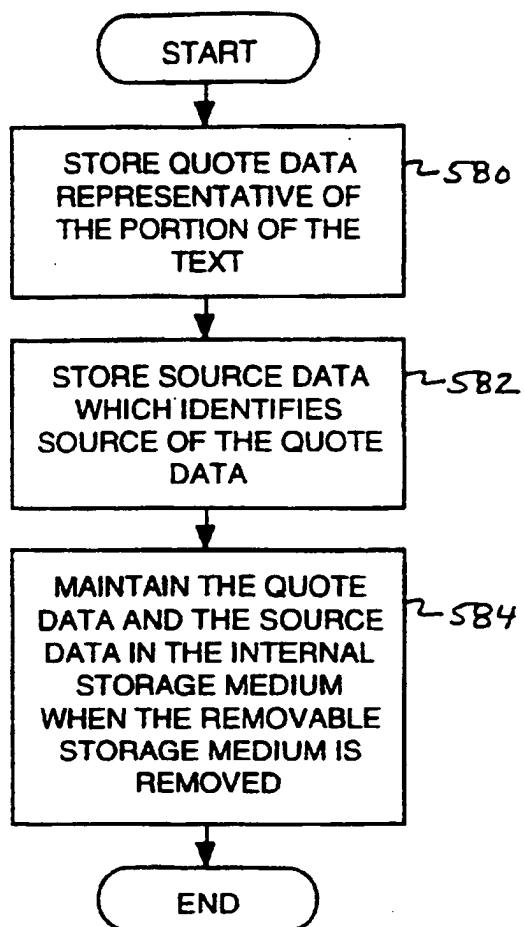 START
STORE QUOTE DATA
REPRESENTATIVE OF
THE PORTION OF THE
TEXT
580
STORE SOURCE DATA
WHICH IDENTIFIES
SOURCE OF THE QUOTE
DATA
582
MAINTAIN THE QUOTE
DATA AND THE SOURCE
DATA IN THE INTERNAL
STORAGE MEDIUM
WHEN THE REMOVABLE
STORAGE MEDIUM IS
REMOVED
584
END